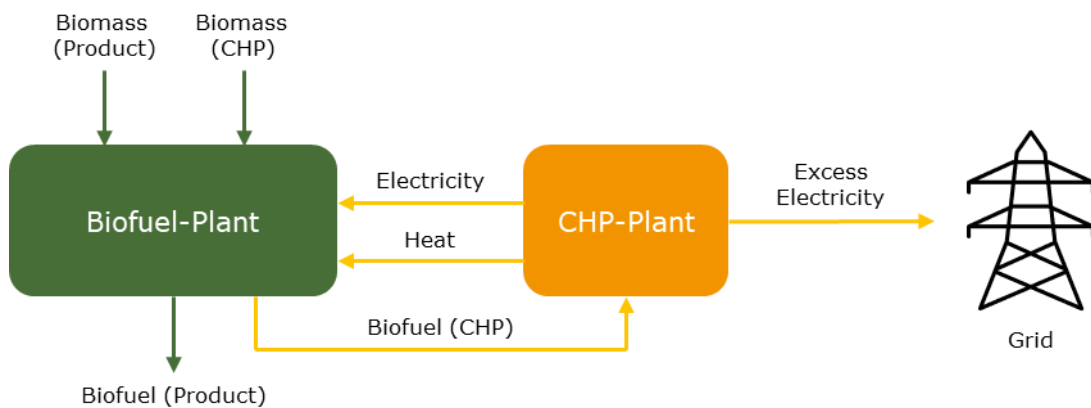 Biomass
(Product)
Biomass
(CHP)
Biofuel-Plant
Electricity
Heat
CHP-Plant
Excess
Electricity
Biofuel (CHP)
Grid
Biofuel (Product)